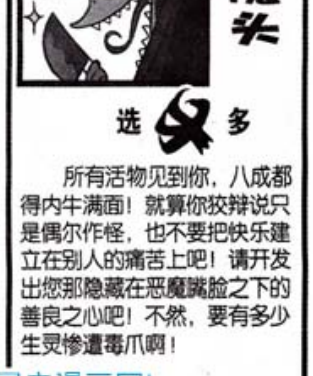 头
选 多
所有活物见到你，八成都
得内牛满面！就算你狡辩说只
是偶尔作怪，也不要把快乐建
立在别人的痛苦上吧！请开发
出您那隐藏在恶魔嘴脸之下的
善良之心吧！不然，要有多少
生灵惨遭毒爪啊！